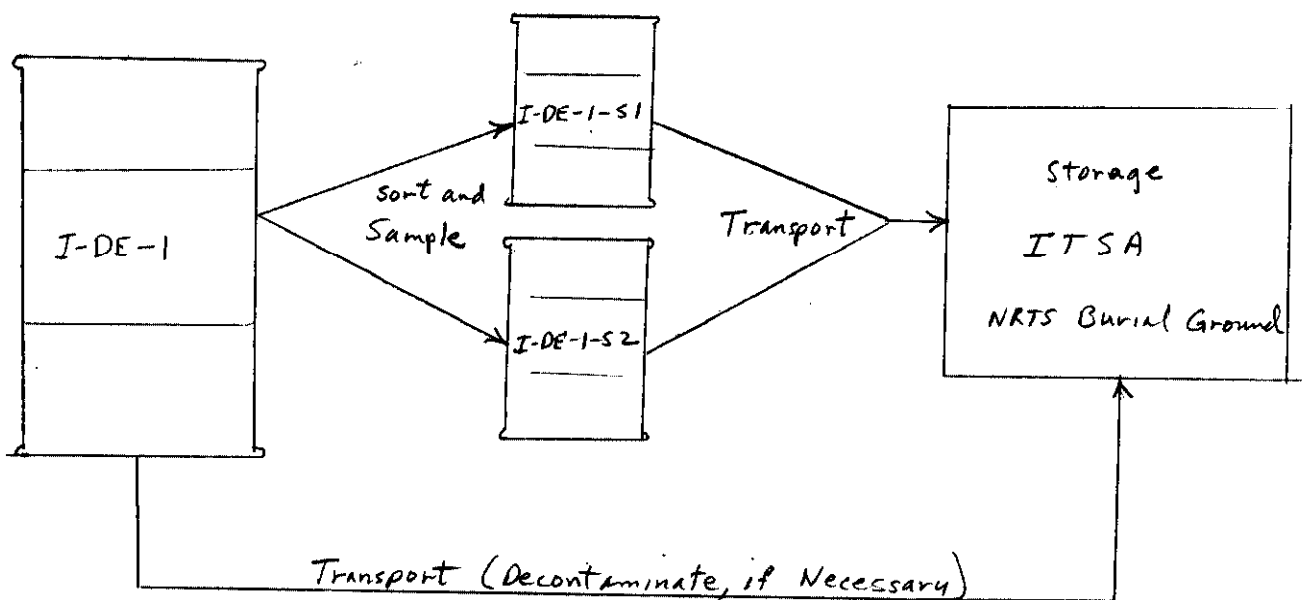 I-DE-1
sort and
Sample
I-DE-1-S1
I-DE-1-S2
Transport
Storage
ITSA
NRTS Burial Ground
Transport (Decontaminate, if Necessary)